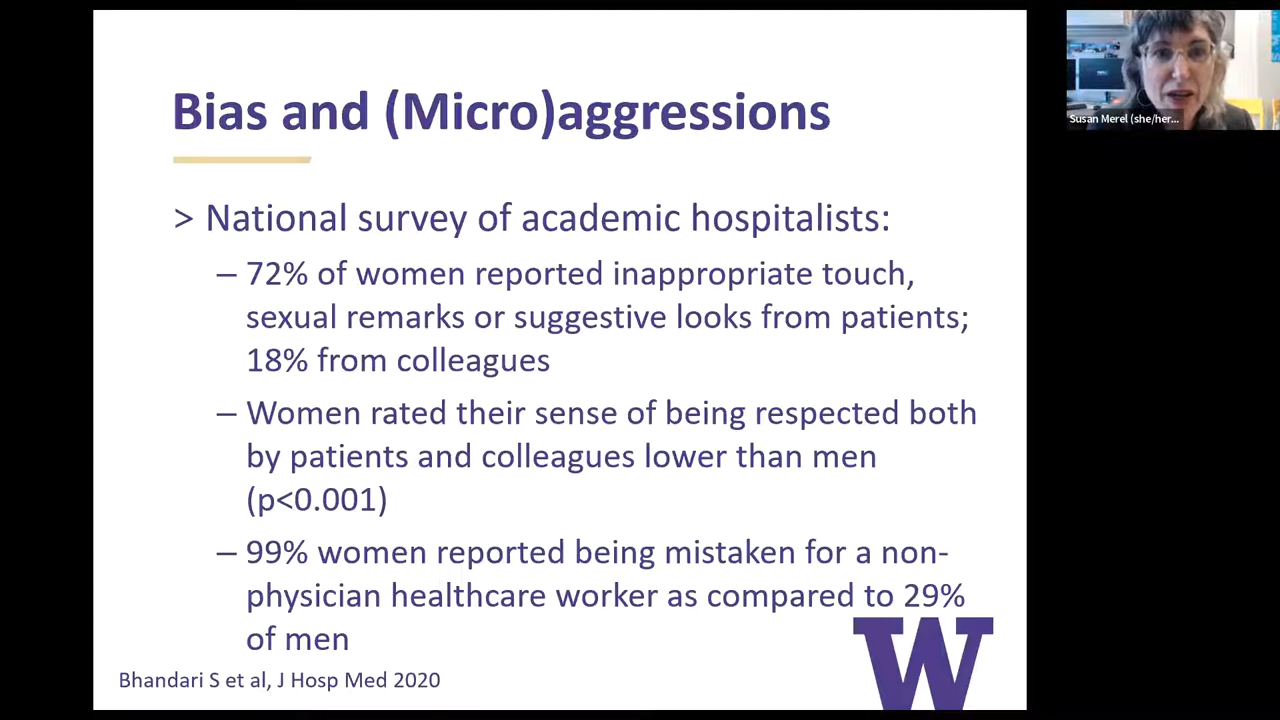 Bias and (Micro)aggressions
> National survey of academic hospitalists:
– 72% of women reported inappropriate touch,
sexual remarks or suggestive looks from patients;
18% from colleagues
– Women rated their sense of being respected both
by patients and colleagues lower than men
(p<0.001)
– 99% women reported being mistaken for a non-
physician healthcare worker as compared to 29%
of men
Bhandari S et al, J Hosp Med 2020
W
Susan Merel (she/her...